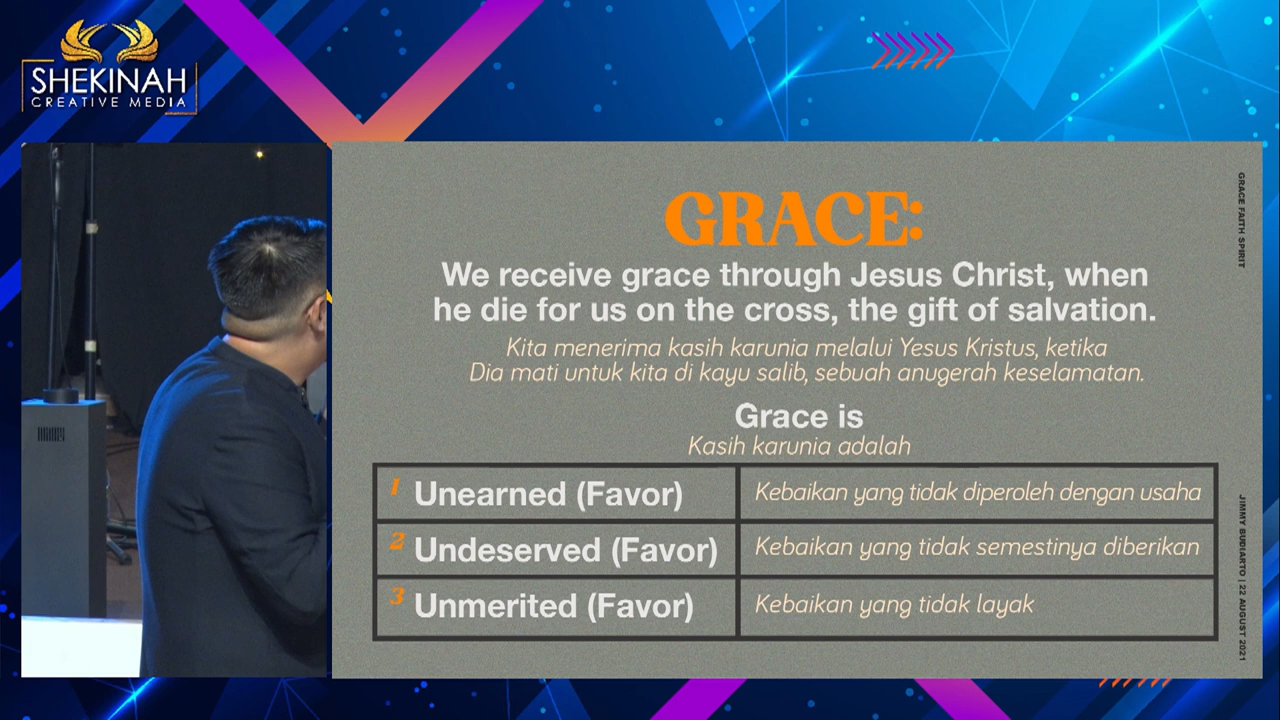 SHEKINAH
CREATIVE MEDIA
GRACE:
We receive grace through Jesus Christ, when
he die for us on the cross, the gift of salvation.
Kita menerima kasih karunia melalui Yesus Kristus, ketika
Dia mati untuk kita di kayu salib, sebuah anugerah keselamatan.
Grace is
Kasih karunia adalah
1 Unearned (Favor) Kebaikan yang tidak diperoleh dengan usaha
2 Undeserved (Favor) Kebaikan yang tidak semestinya diberikan
3 Unmerited (Favor) Kebaikan yang tidak layak
GRACE FAITH SPIRIT
JIMMY BUDIARTO | 22 AUGUST 2021